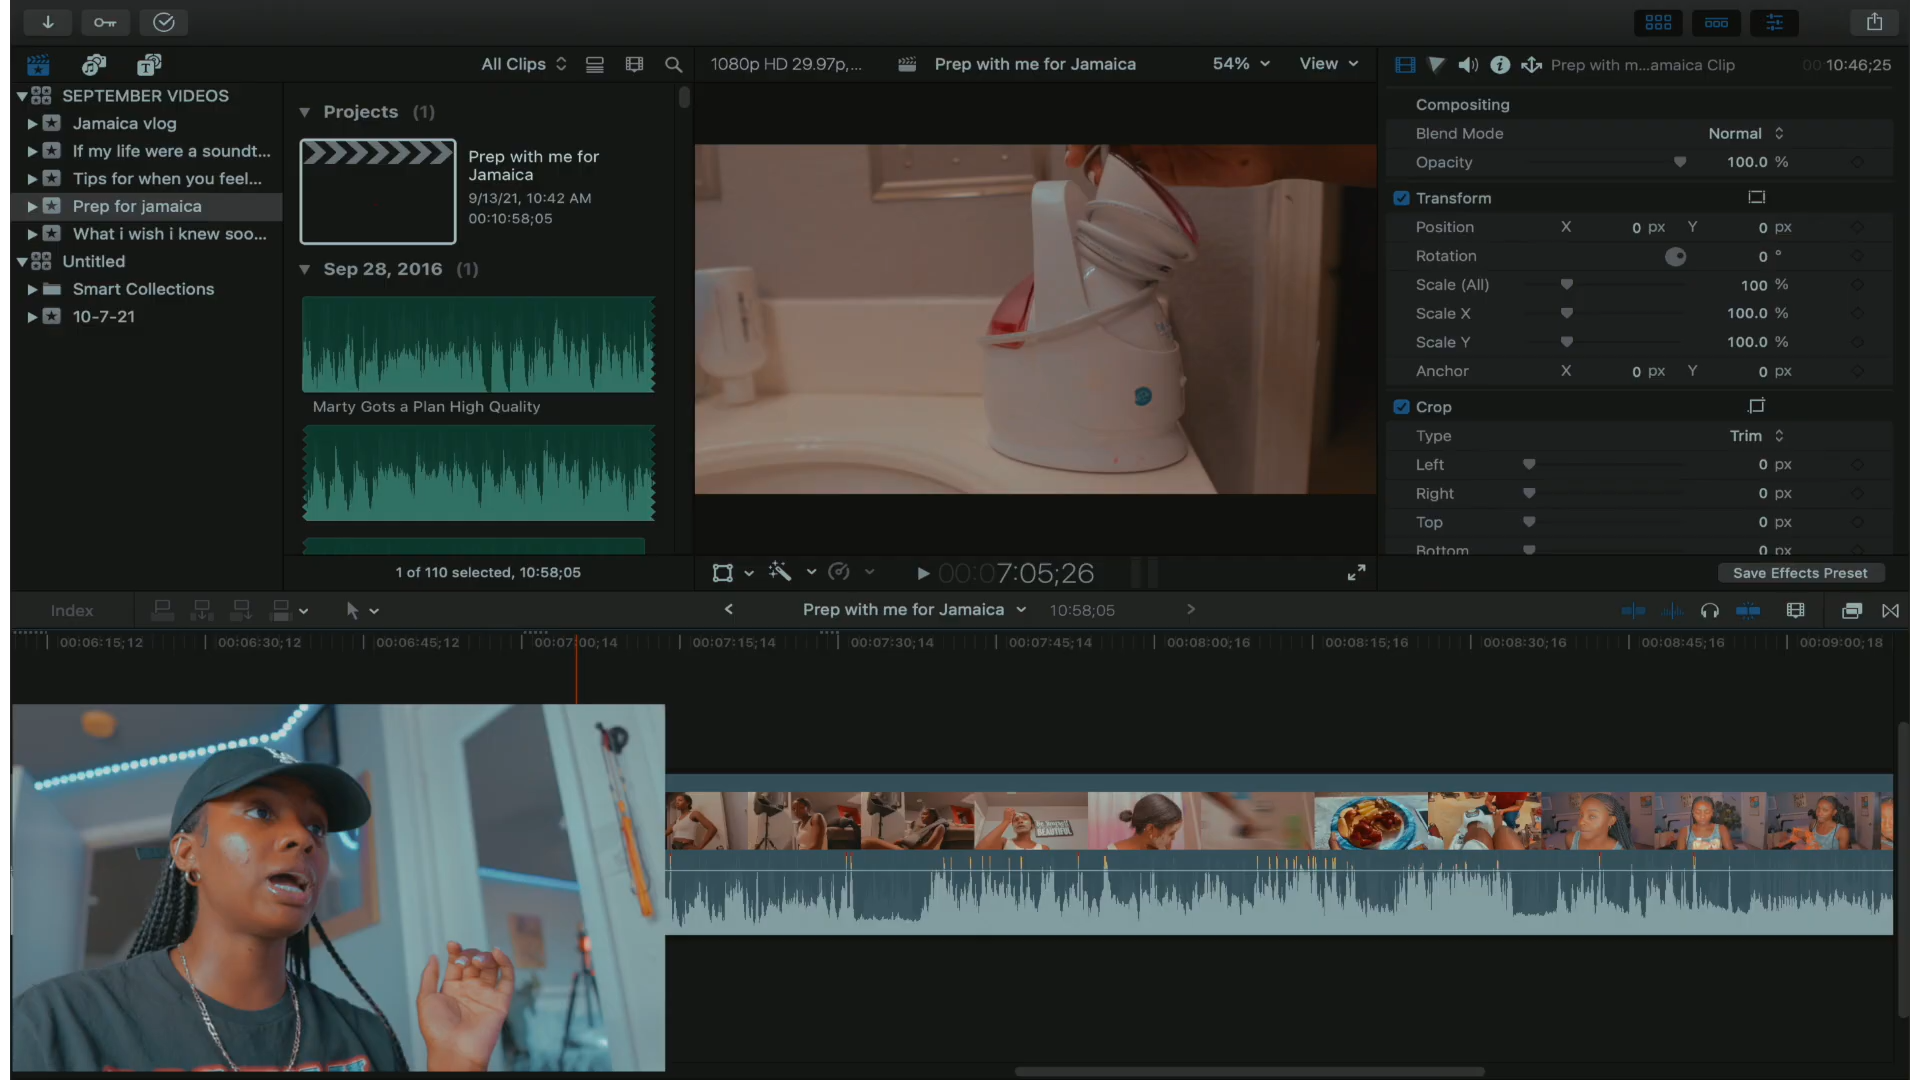 All Clips
1080p HD 29.97p,...
Prep with me for Jamaica
54%
View
Prep with m...amaica Clip
00 10:46;25
SEPTEMBER VIDEOS
Jamaica vlog
If my life were a soundt...
Tips for when you feel...
Prep for jamaica
What i wish i knew soo...
Untitled
Smart Collections
10-7-21
Projects (1)
Prep with me for
Jamaica
9/13/21, 10:42 AM
00:10:58;05
Sep 28, 2016 (1)
Marty Gots a Plan High Quality
1 of 110 selected, 10:58;05
00:07:05;26
Compositing
Blend Mode Normal
Opacity 100.0 %
Transform
Position X 0 px Y 0 px
Rotation 0 °
Scale (All) 100 %
Scale X 100.0 %
Scale Y 100.0 %
Anchor X 0 px Y 0 px
Crop
Type Trim
Left 0 px
Right 0 px
Top 0 px
Bottom 0 px
Save Effects Preset
Index
Prep with me for Jamaica
10:58;05
00:06:15;12 00:06:30;12 00:06:45;12 00:07:00;14 00:07:15;14 00:07:30;14 00:07:45;14 00:08:00;16 00:08:15;16 00:08:30;16 00:08:45;16 00:09:00;18
BEAUTIFUL